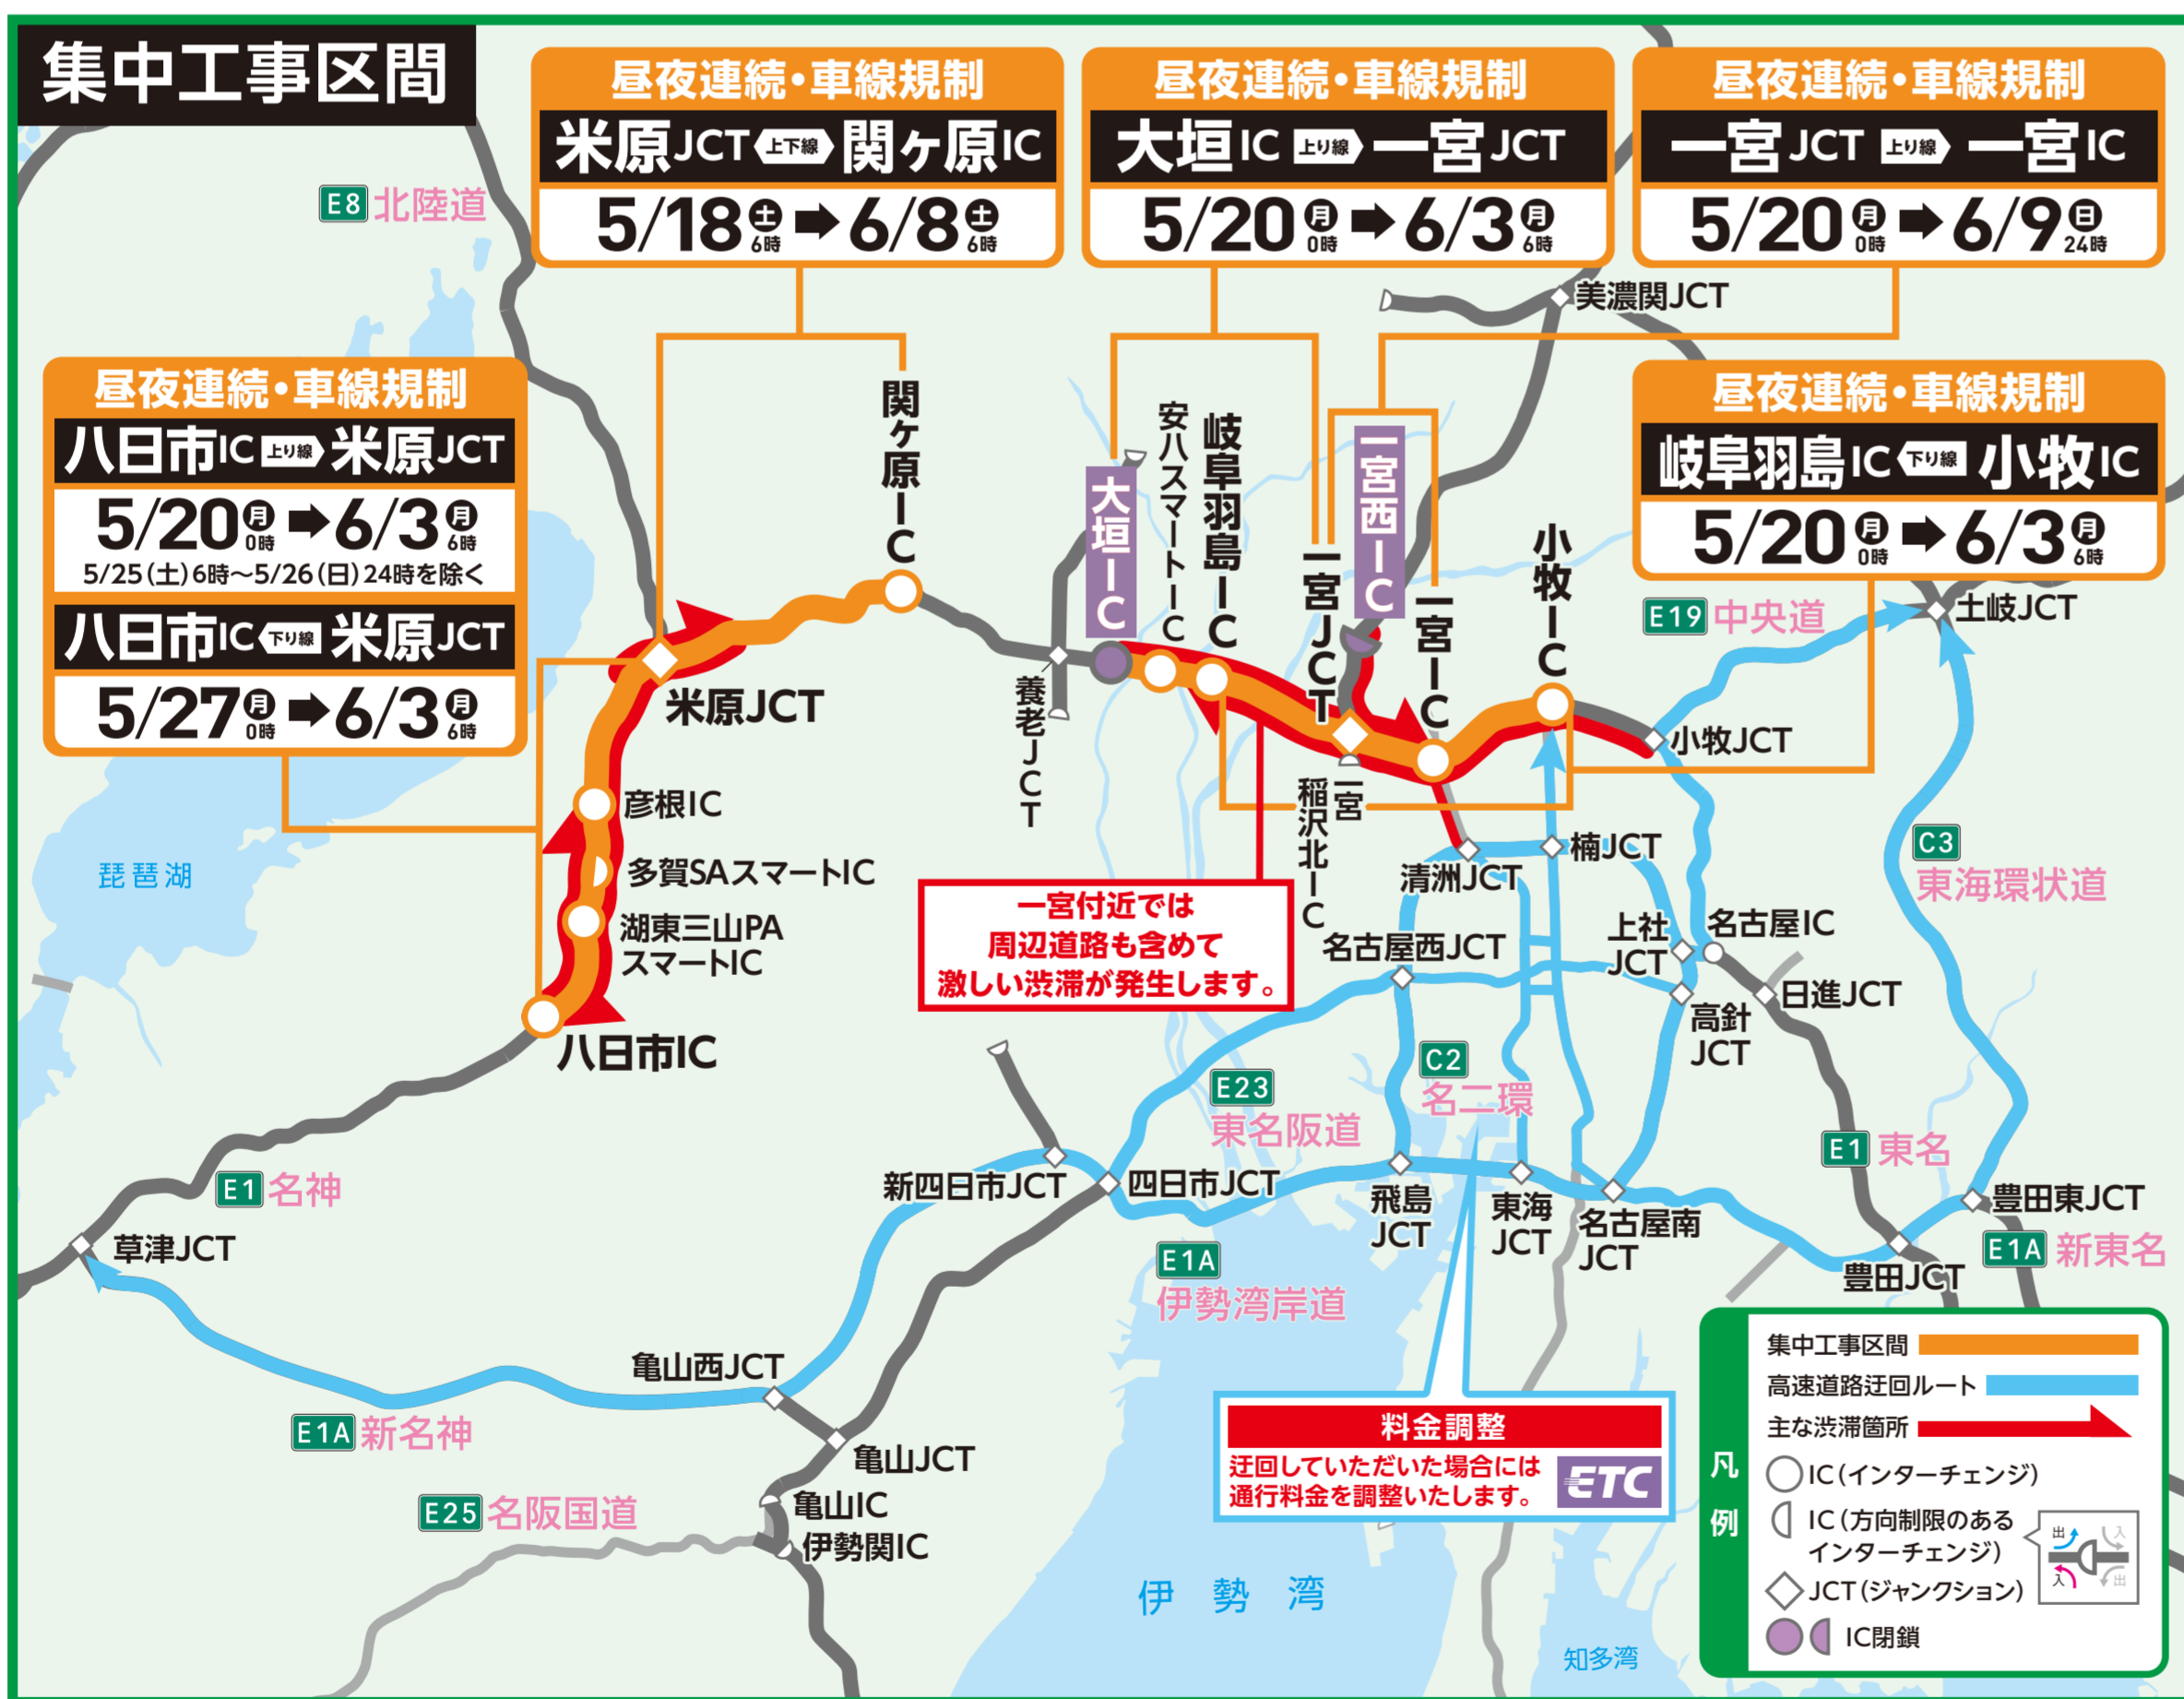 集中工事区間
昼夜連続・車線規制
米原JCT 上下線 関ヶ原IC
5/18土6時➡6/8土6時
昼夜連続・車線規制
大垣IC 上り線 一宮JCT
5/20月0時➡6/3月6時
昼夜連続・車線規制
一宮JCT 上り線 一宮IC
5/20月0時➡6/9日24時
昼夜連続・車線規制
八日市IC 上り線 米原JCT
5/20月0時➡6/3月6時
5/25(土)6時～5/26(日)24時を除く
八日市IC 下り線 米原JCT
5/27月0時➡6/3月6時
昼夜連続・車線規制
岐阜羽島IC 下り線 小牧IC
5/20月0時➡6/3月6時
E8 北陸道
美濃関JCT
関ヶ原IC
大垣IC
安八スマートIC
岐阜羽島IC
一宮JCT
一宮西IC
一宮IC
小牧IC
E19 中央道
土岐JCT
米原JCT
養老JCT
小牧JCT
彦根IC
多賀SAスマートIC
湖東三山PA
スマートIC
八日市IC
琵琶湖
一宮
稲沢北IC
清洲JCT
楠JCT
C3
東海環状道
一宮付近では
周辺道路も含めて
激しい渋滞が発生します。
名古屋西JCT
上社
JCT
名古屋IC
高針
JCT
日進JCT
E23
東名阪道
C2
名二環
E1 東名
E1 名神
草津JCT
新四日市JCT
四日市JCT
飛島
JCT
東海
JCT
名古屋南
JCT
豊田東JCT
E1A 新東名
豊田JCT
E1A
伊勢湾岸道
亀山西JCT
E1A 新名神
亀山JCT
亀山IC
伊勢関IC
E25 名阪国道
料金調整
迂回していただいた場合には
通行料金を調整いたします。
ETC
伊勢湾
知多湾
凡例
集中工事区間
高速道路迂回ルート
主な渋滞箇所
IC(インターチェンジ)
IC(方向制限のある
インターチェンジ)
出 入
入 出
JCT(ジャンクション)
IC閉鎖